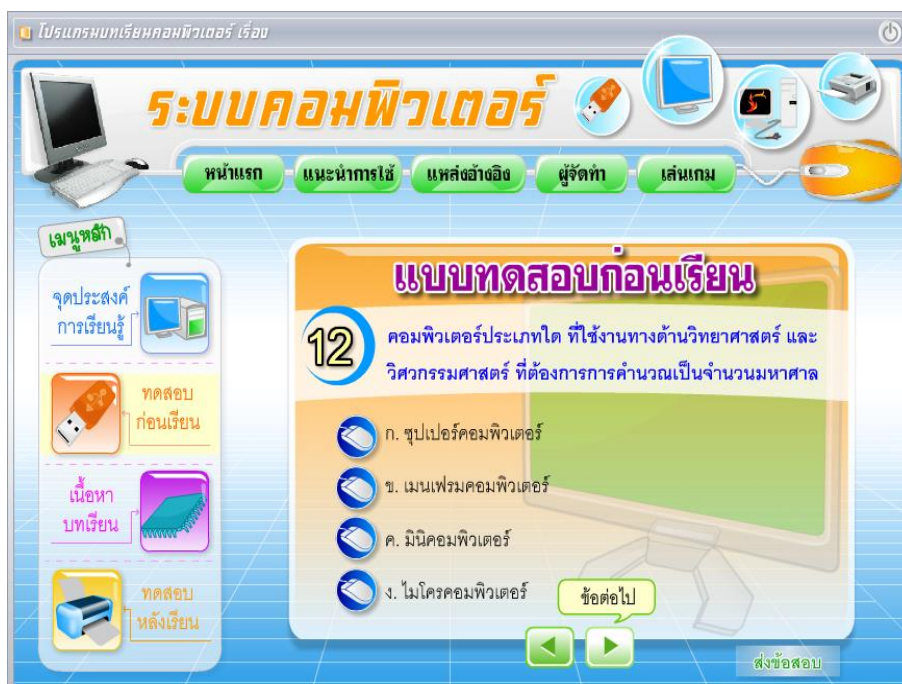 โปรแกรมบทเรียนคอมพิวเตอร์ เรื่อง
ระบบคอมพิวเตอร์
หน้าแรก
แนะนำการใช้
แหล่งอ้างอิง
ผู้จัดทำ
เล่นเกม
เมนูหลัก
จุดประสงค์
การเรียนรู้
ทดสอบ
ก่อนเรียน
เนื้อหา
บทเรียน
ทดสอบ
หลังเรียน
แบบทดสอบก่อนเรียน
12
คอมพิวเตอร์ประเภทใด ที่ใช้งานทางด้านวิทยาศาสตร์ และ
วิศวกรรมศาสตร์ ที่ต้องการการคำนวณเป็นจำนวนมหาศาล
ก. ซุปเปอร์คอมพิวเตอร์
ข. เมนเฟรมคอมพิวเตอร์
ค. มินิคอมพิวเตอร์
ง. ไมโครคอมพิวเตอร์
ข้อต่อไป
ส่งข้อสอบ